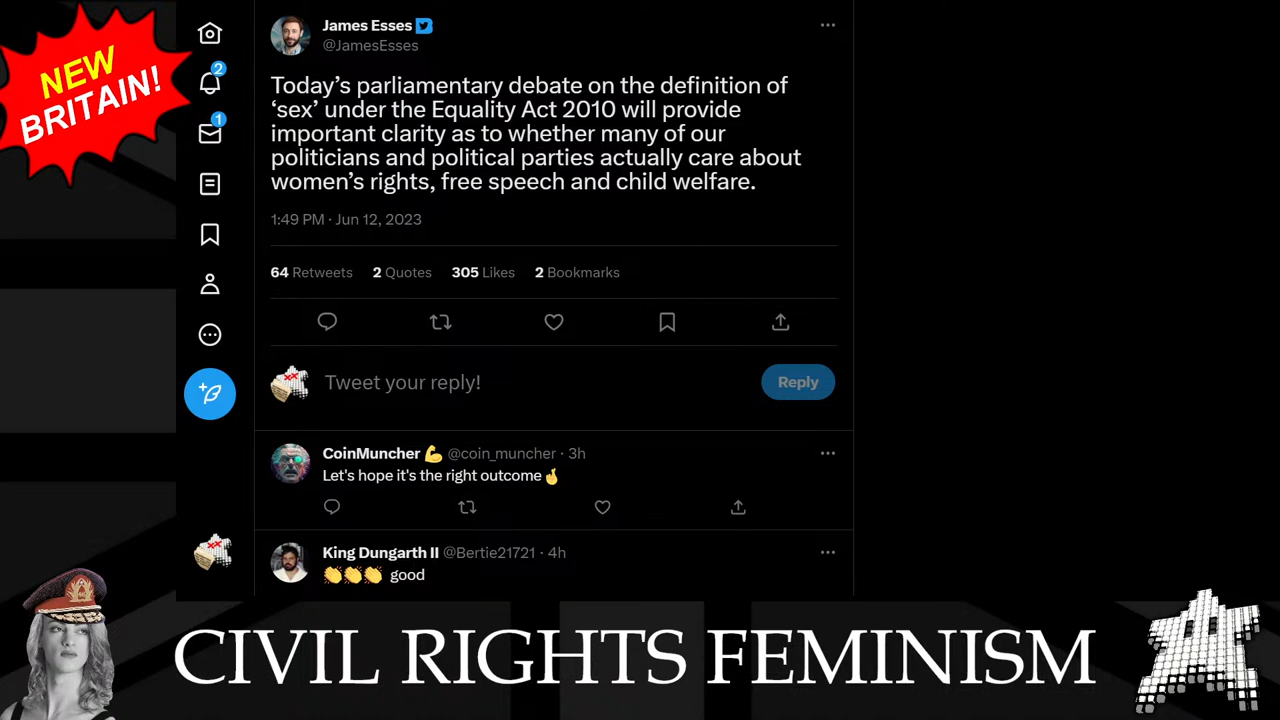 NEW
BRITAIN!
2
1
James Esses
@JamesEsses
Today’s parliamentary debate on the definition of
‘sex’ under the Equality Act 2010 will provide
important clarity as to whether many of our
politicians and political parties actually care about
women’s rights, free speech and child welfare.
1:49 PM · Jun 12, 2023
64 Retweets 2 Quotes 305 Likes 2 Bookmarks
Tweet your reply!
Reply
CoinMuncher 💪 @coin_muncher · 3h
Let's hope it's the right outcome🤞
King Dungarth II @Bertie21721 · 4h
👏👏👏 good
CIVIL RIGHTS FEMINISM